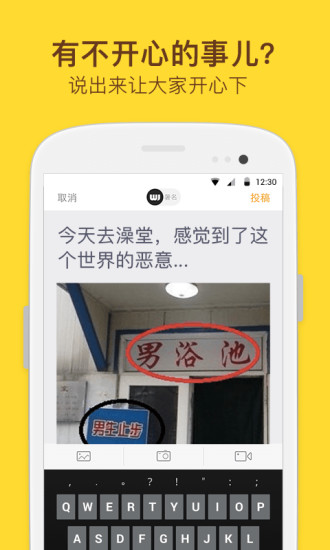 有不开心的事儿?
说出来让大家开心下
12:30
取消
匿名
投稿
今天去澡堂，感觉到了这
个世界的恶意...
男浴池
男生止步
, . ? ! " : ;
Q W E R T Y U I O P
A S D F G H J K L